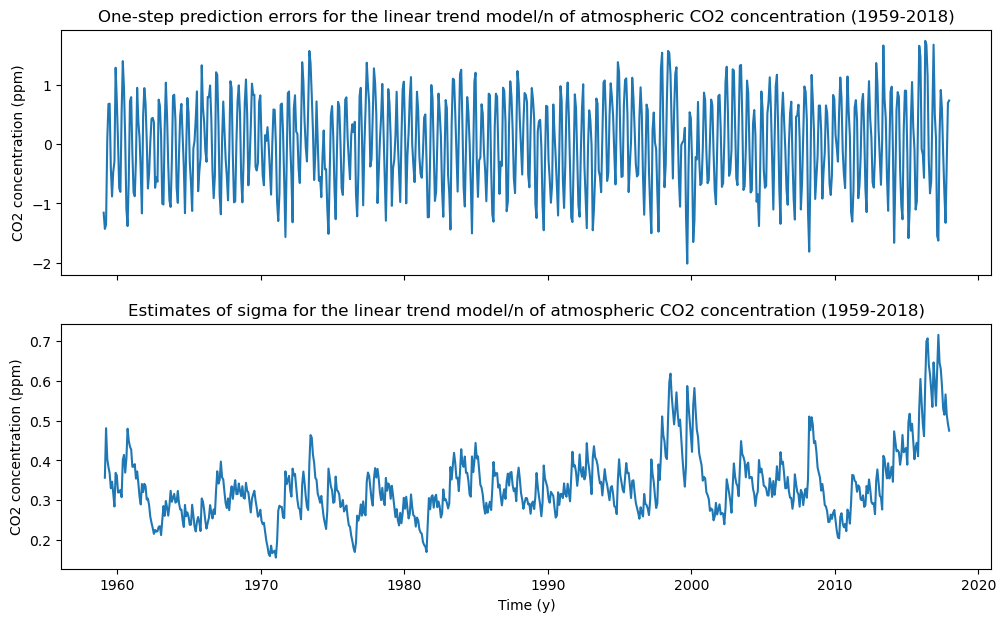 One-step prediction errors for the linear trend model/n of atmospheric CO2 concentration (1959-2018)
CO2 concentration (ppm)
1
0
−1
−2
Estimates of sigma for the linear trend model/n of atmospheric CO2 concentration (1959-2018)
CO2 concentration (ppm)
0.7
0.6
0.5
0.4
0.3
0.2
1960 1970 1980 1990 2000 2010 2020
Time (y)